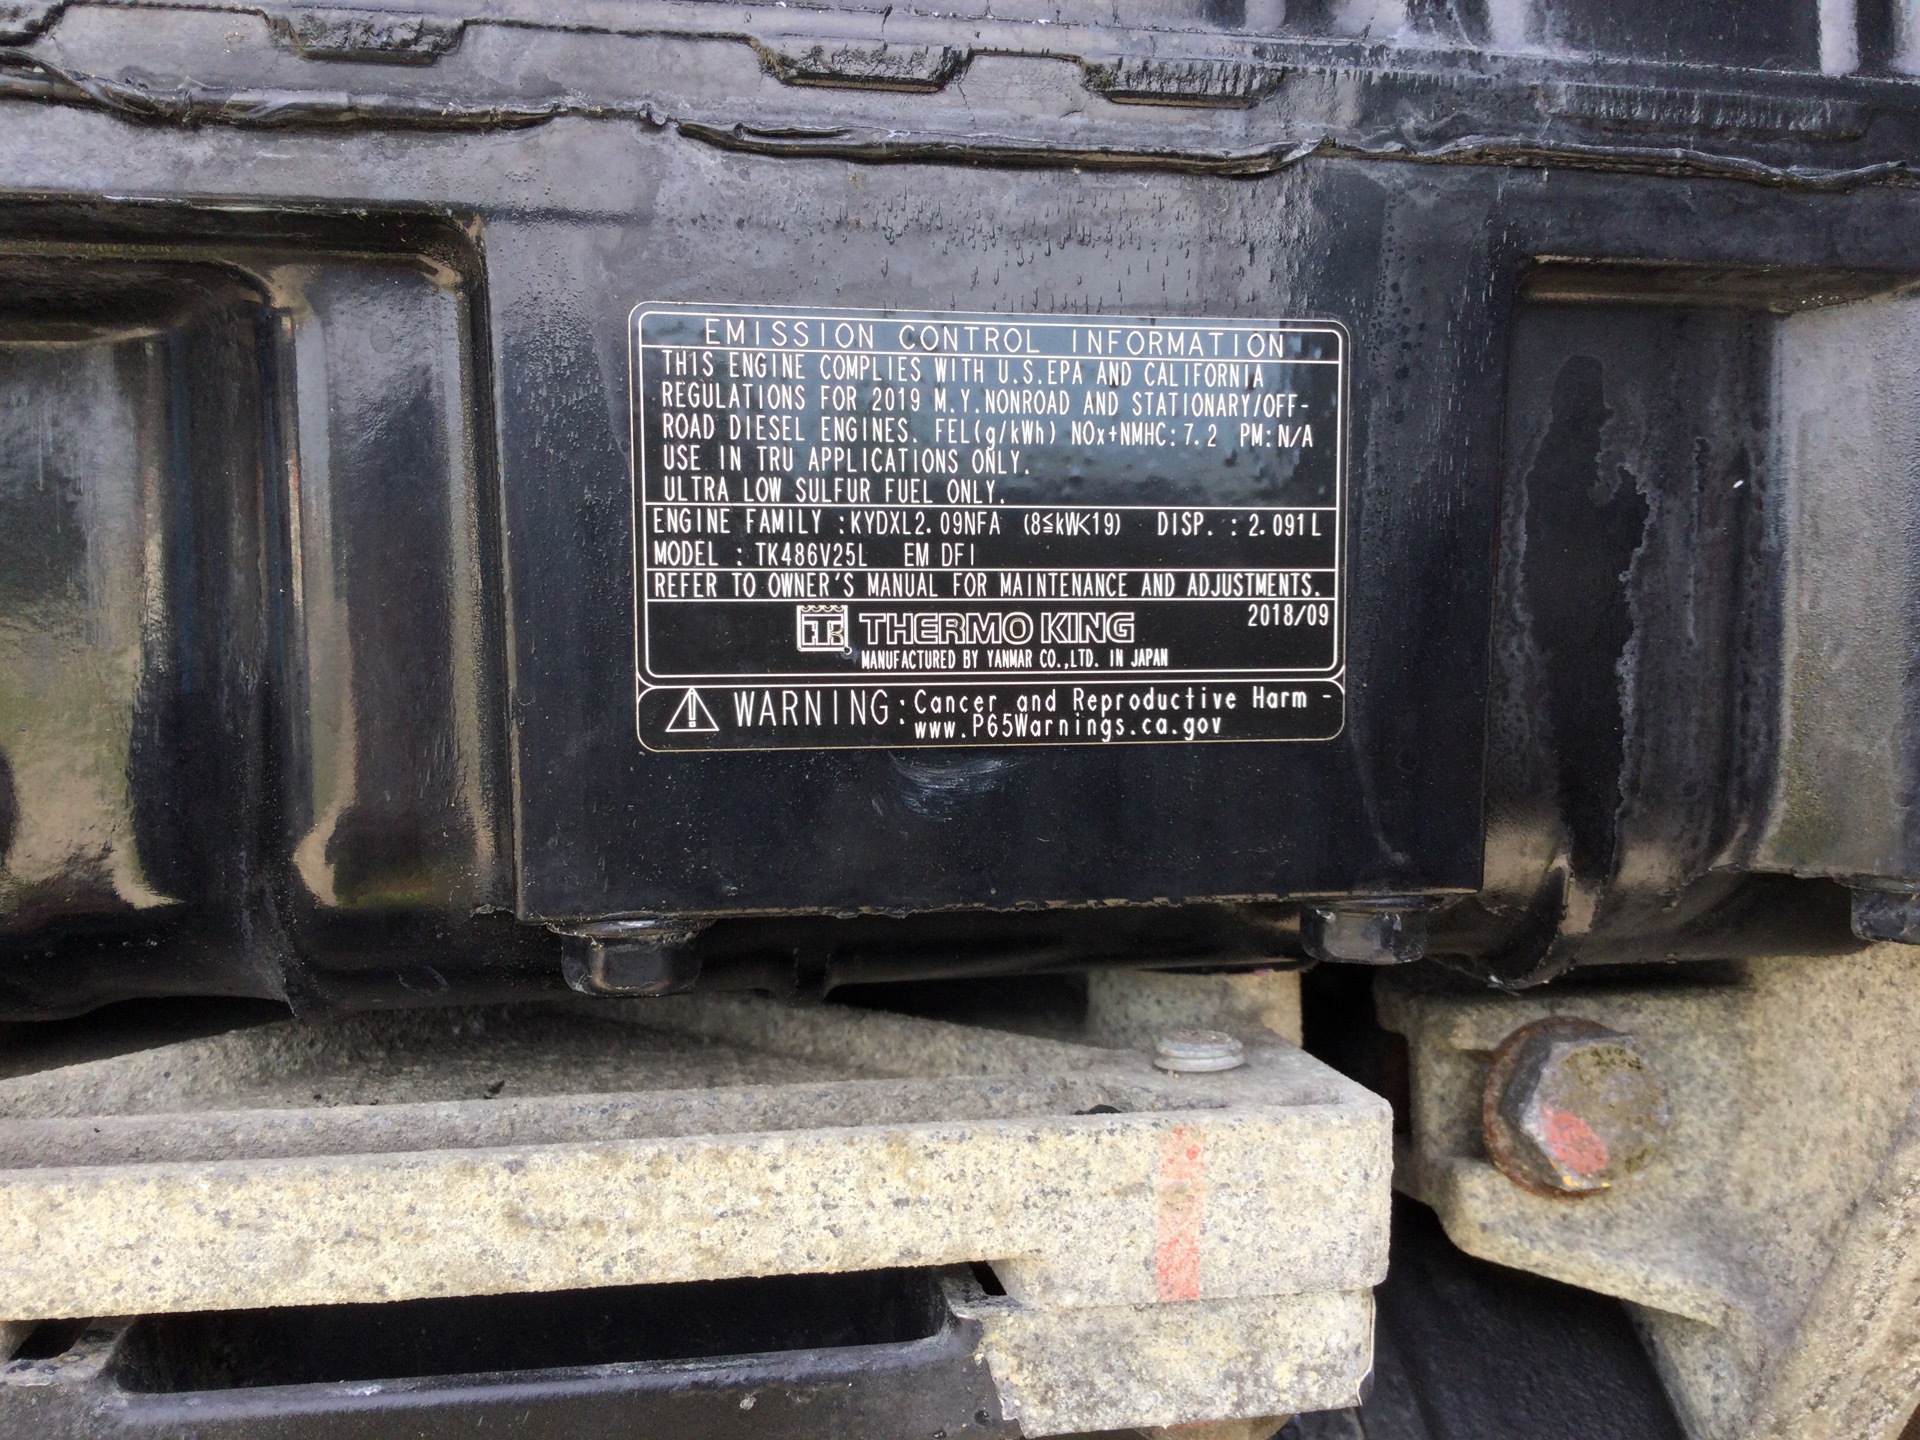 EMISSION CONTROL INFORMATION
THIS ENGINE COMPLIES WITH U.S.EPA AND CALIFORNIA
REGULATIONS FOR 2019 M.Y.NONROAD AND STATIONARY/OFF-
ROAD DIESEL ENGINES. FEL(g/kWh) NOx+NMHC:7.2 PM:N/A
USE IN TRU APPLICATIONS ONLY.
ULTRA LOW SULFUR FUEL ONLY.
ENGINE FAMILY :KYDXL2.09NFA (8≦kW<19) DISP. : 2.091L
MODEL : TK486V25L EM DFI
REFER TO OWNER'S MANUAL FOR MAINTENANCE AND ADJUSTMENTS.
THERMO KING 2018/09
MANUFACTURED BY YANMAR CO.,LTD. IN JAPAN
WARNING:Cancer and Reproductive Harm -
www.P65Warnings.ca.gov